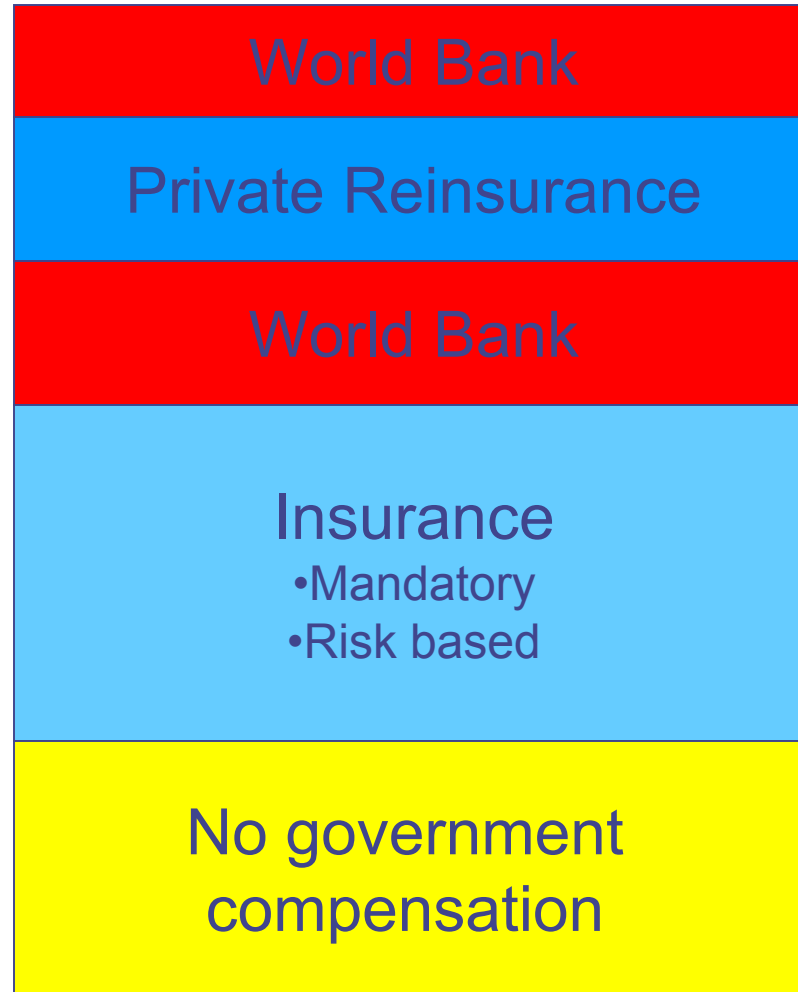 World Bank
Private Reinsurance
World Bank
Insurance
•Mandatory
•Risk based
No government
compensation